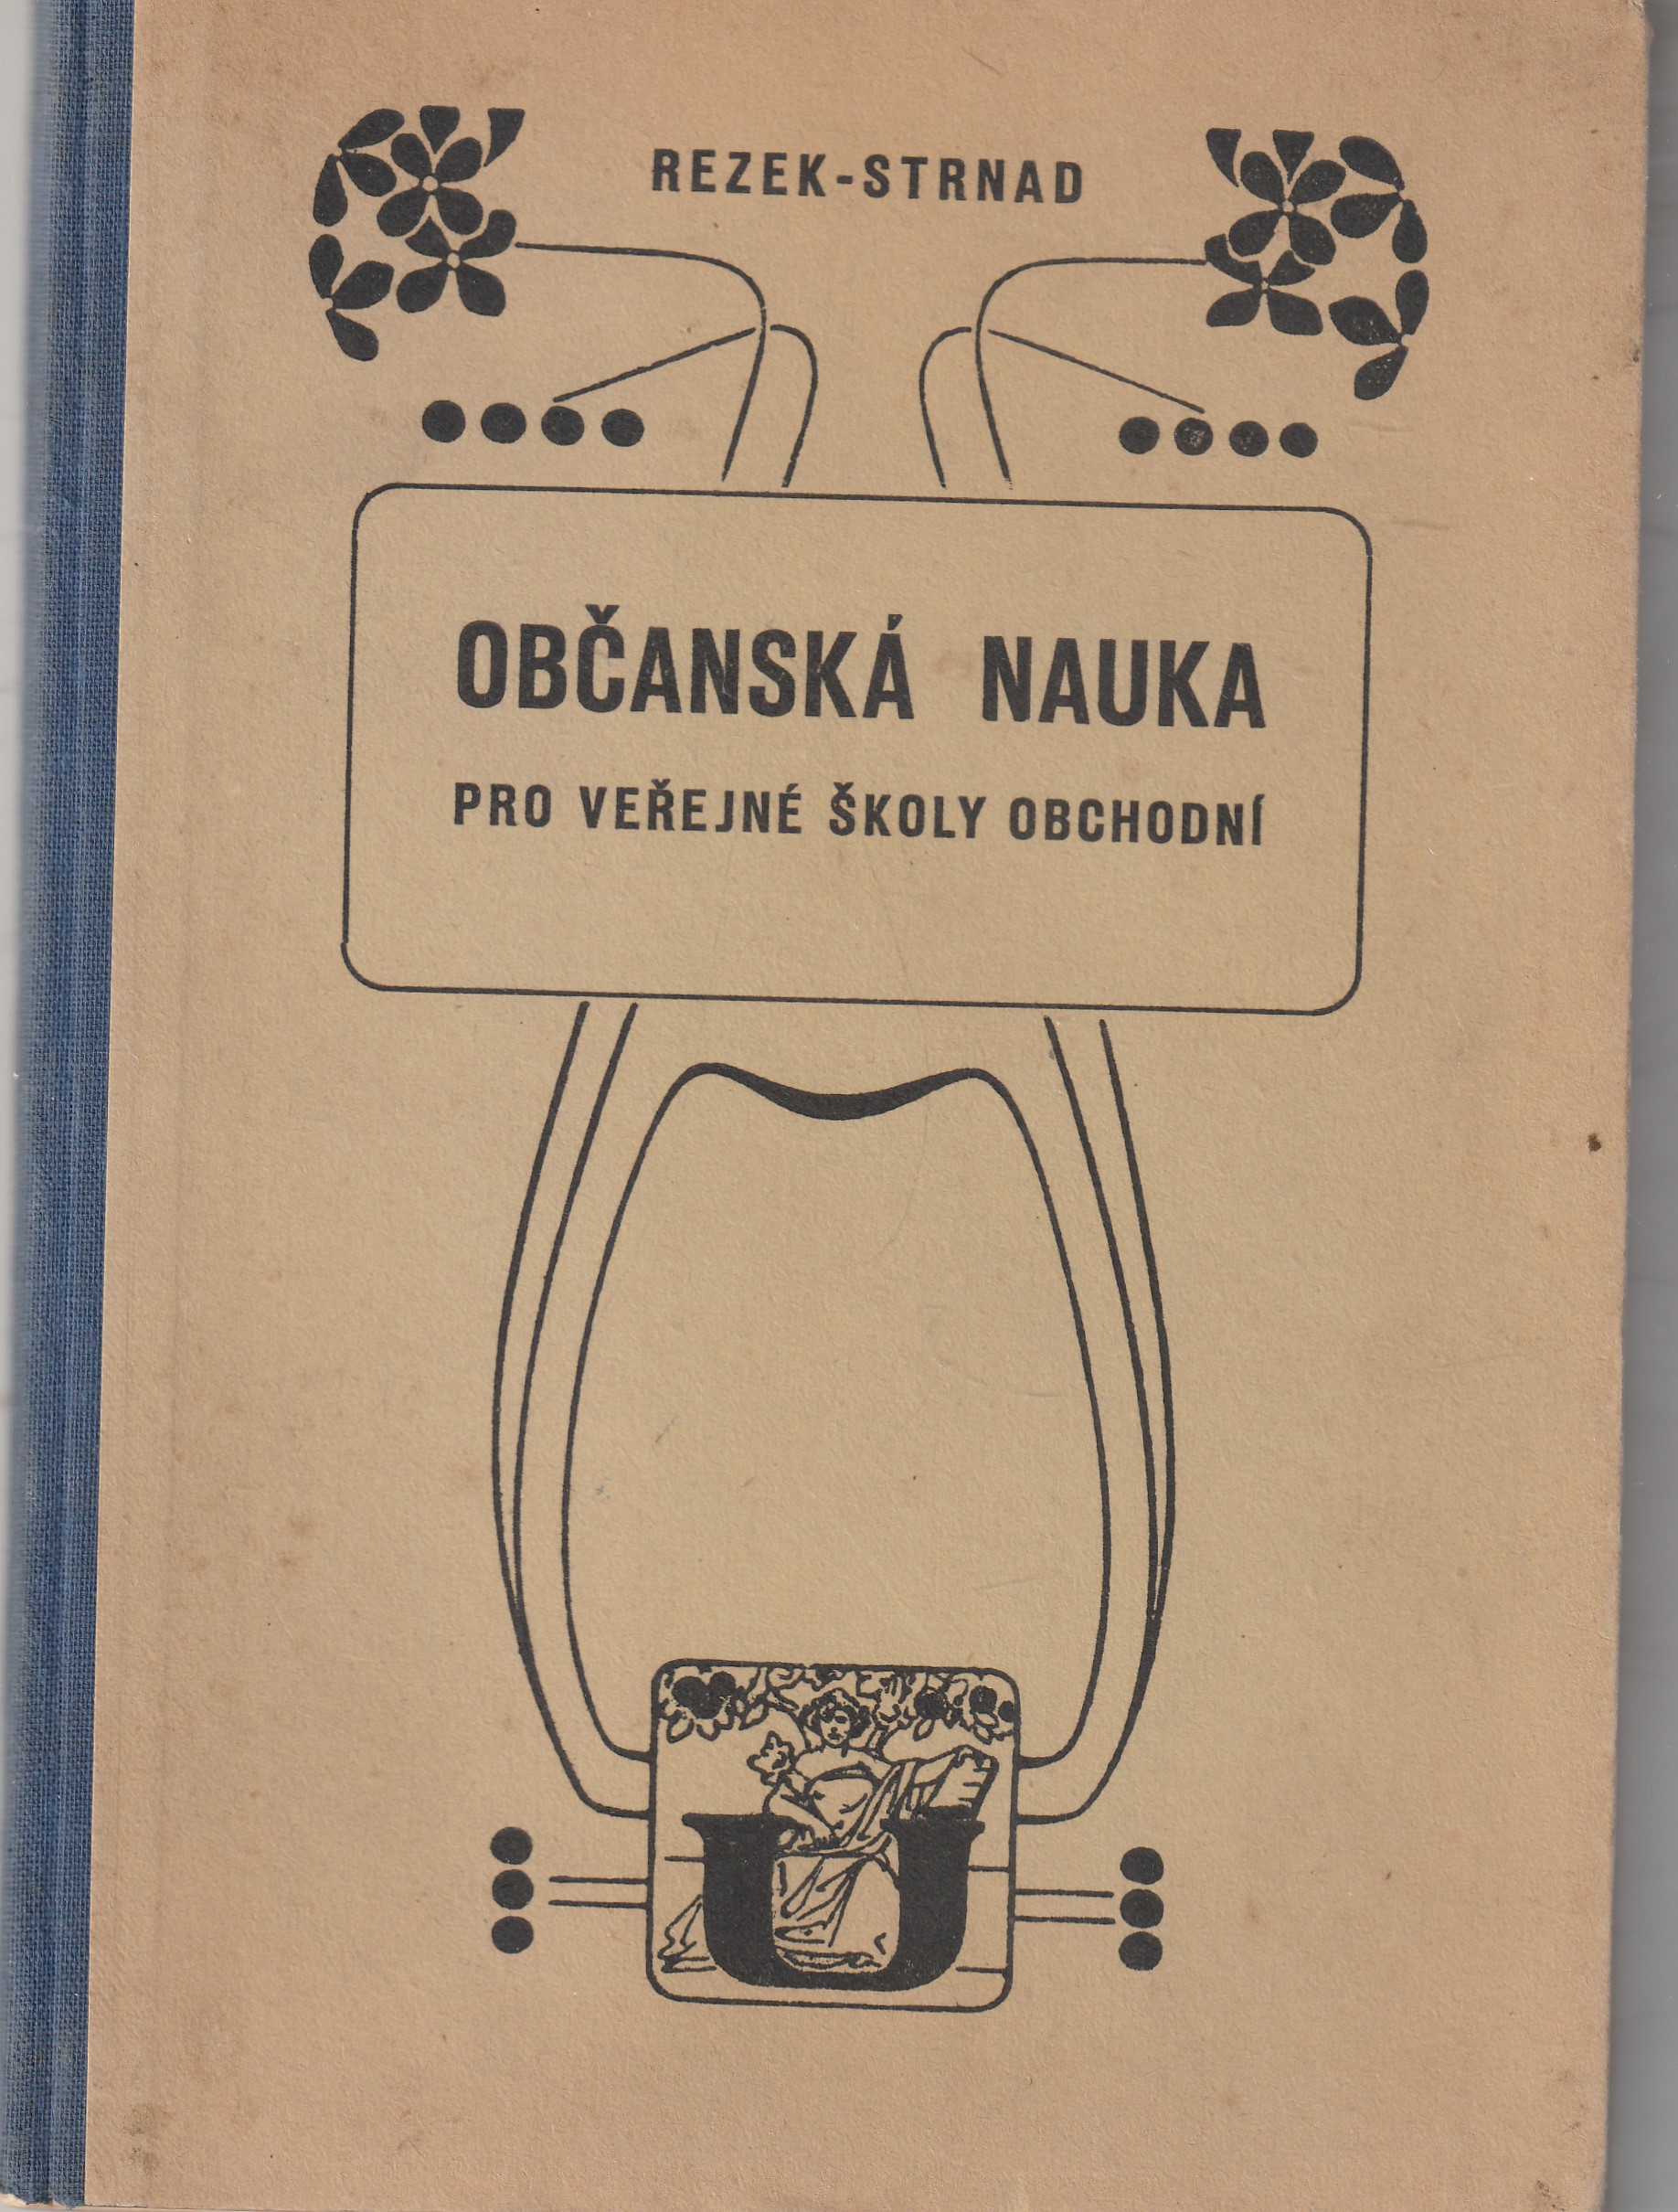 REZEK-STRNAD
OBČANSKÁ NAUKA
PRO VEŘEJNÉ ŠKOLY OBCHODNÍ
U